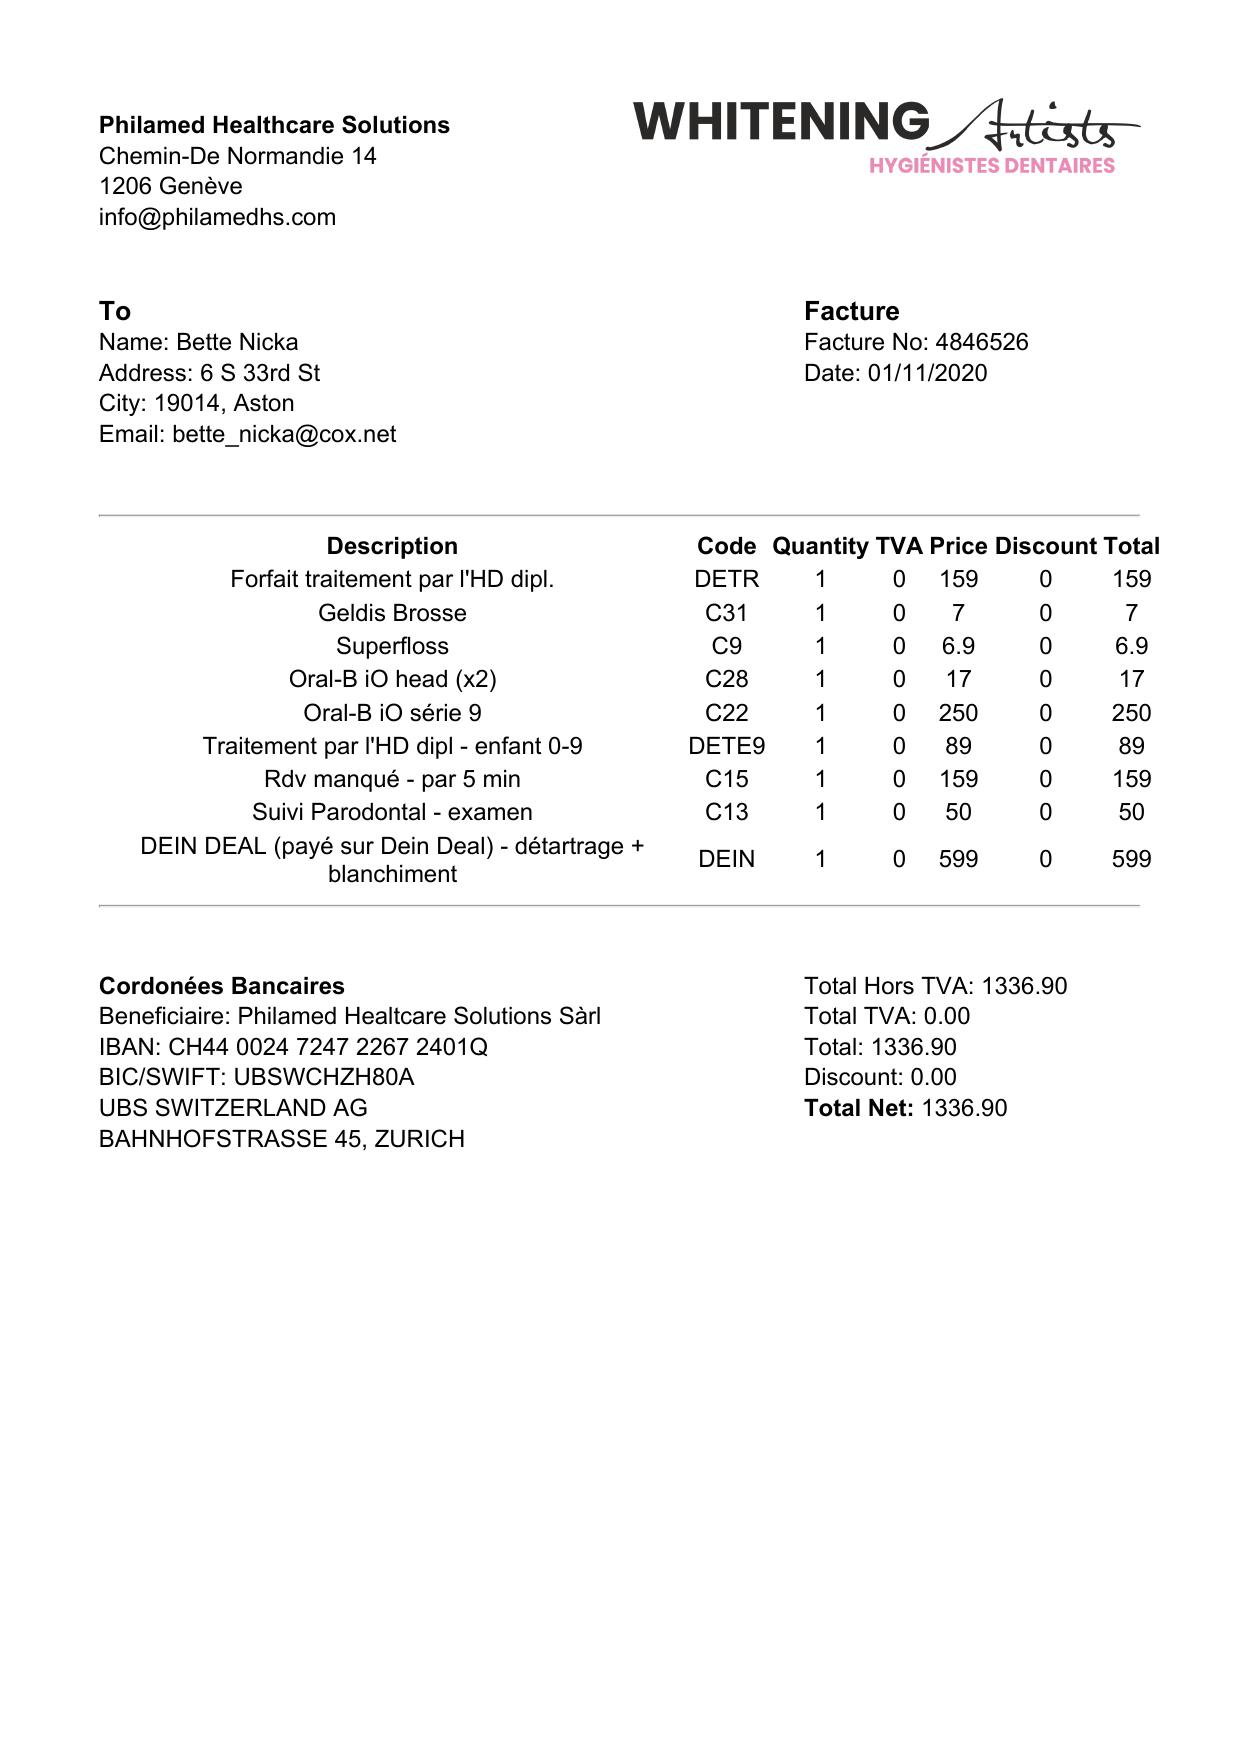 Philamed Healthcare Solutions
Chemin-De Normandie 14
1206 Genève
info@philamedhs.com
WHITENING Artists
HYGIÉNISTES DENTAIRES
To
Name: Bette Nicka
Address: 6 S 33rd St
City: 19014, Aston
Email: bette_nicka@cox.net
Facture
Facture No: 4846526
Date: 01/11/2020
Description Code Quantity TVA Price Discount Total
Forfait traitement par l'HD dipl. DETR 1 0 159 0 159
Geldis Brosse C31 1 0 7 0 7
Superfloss C9 1 0 6.9 0 6.9
Oral-B iO head (x2) C28 1 0 17 0 17
Oral-B iO série 9 C22 1 0 250 0 250
Traitement par l'HD dipl - enfant 0-9 DETE9 1 0 89 0 89
Rdv manqué - par 5 min C15 1 0 159 0 159
Suivi Parodontal - examen C13 1 0 50 0 50
DEIN DEAL (payé sur Dein Deal) - détartrage +
blanchiment DEIN 1 0 599 0 599
Cordonées Bancaires
Beneficiaire: Philamed Healtcare Solutions Sàrl
IBAN: CH44 0024 7247 2267 2401Q
BIC/SWIFT: UBSWCHZH80A
UBS SWITZERLAND AG
BAHNHOFSTRASSE 45, ZURICH
Total Hors TVA: 1336.90
Total TVA: 0.00
Total: 1336.90
Discount: 0.00
Total Net: 1336.90